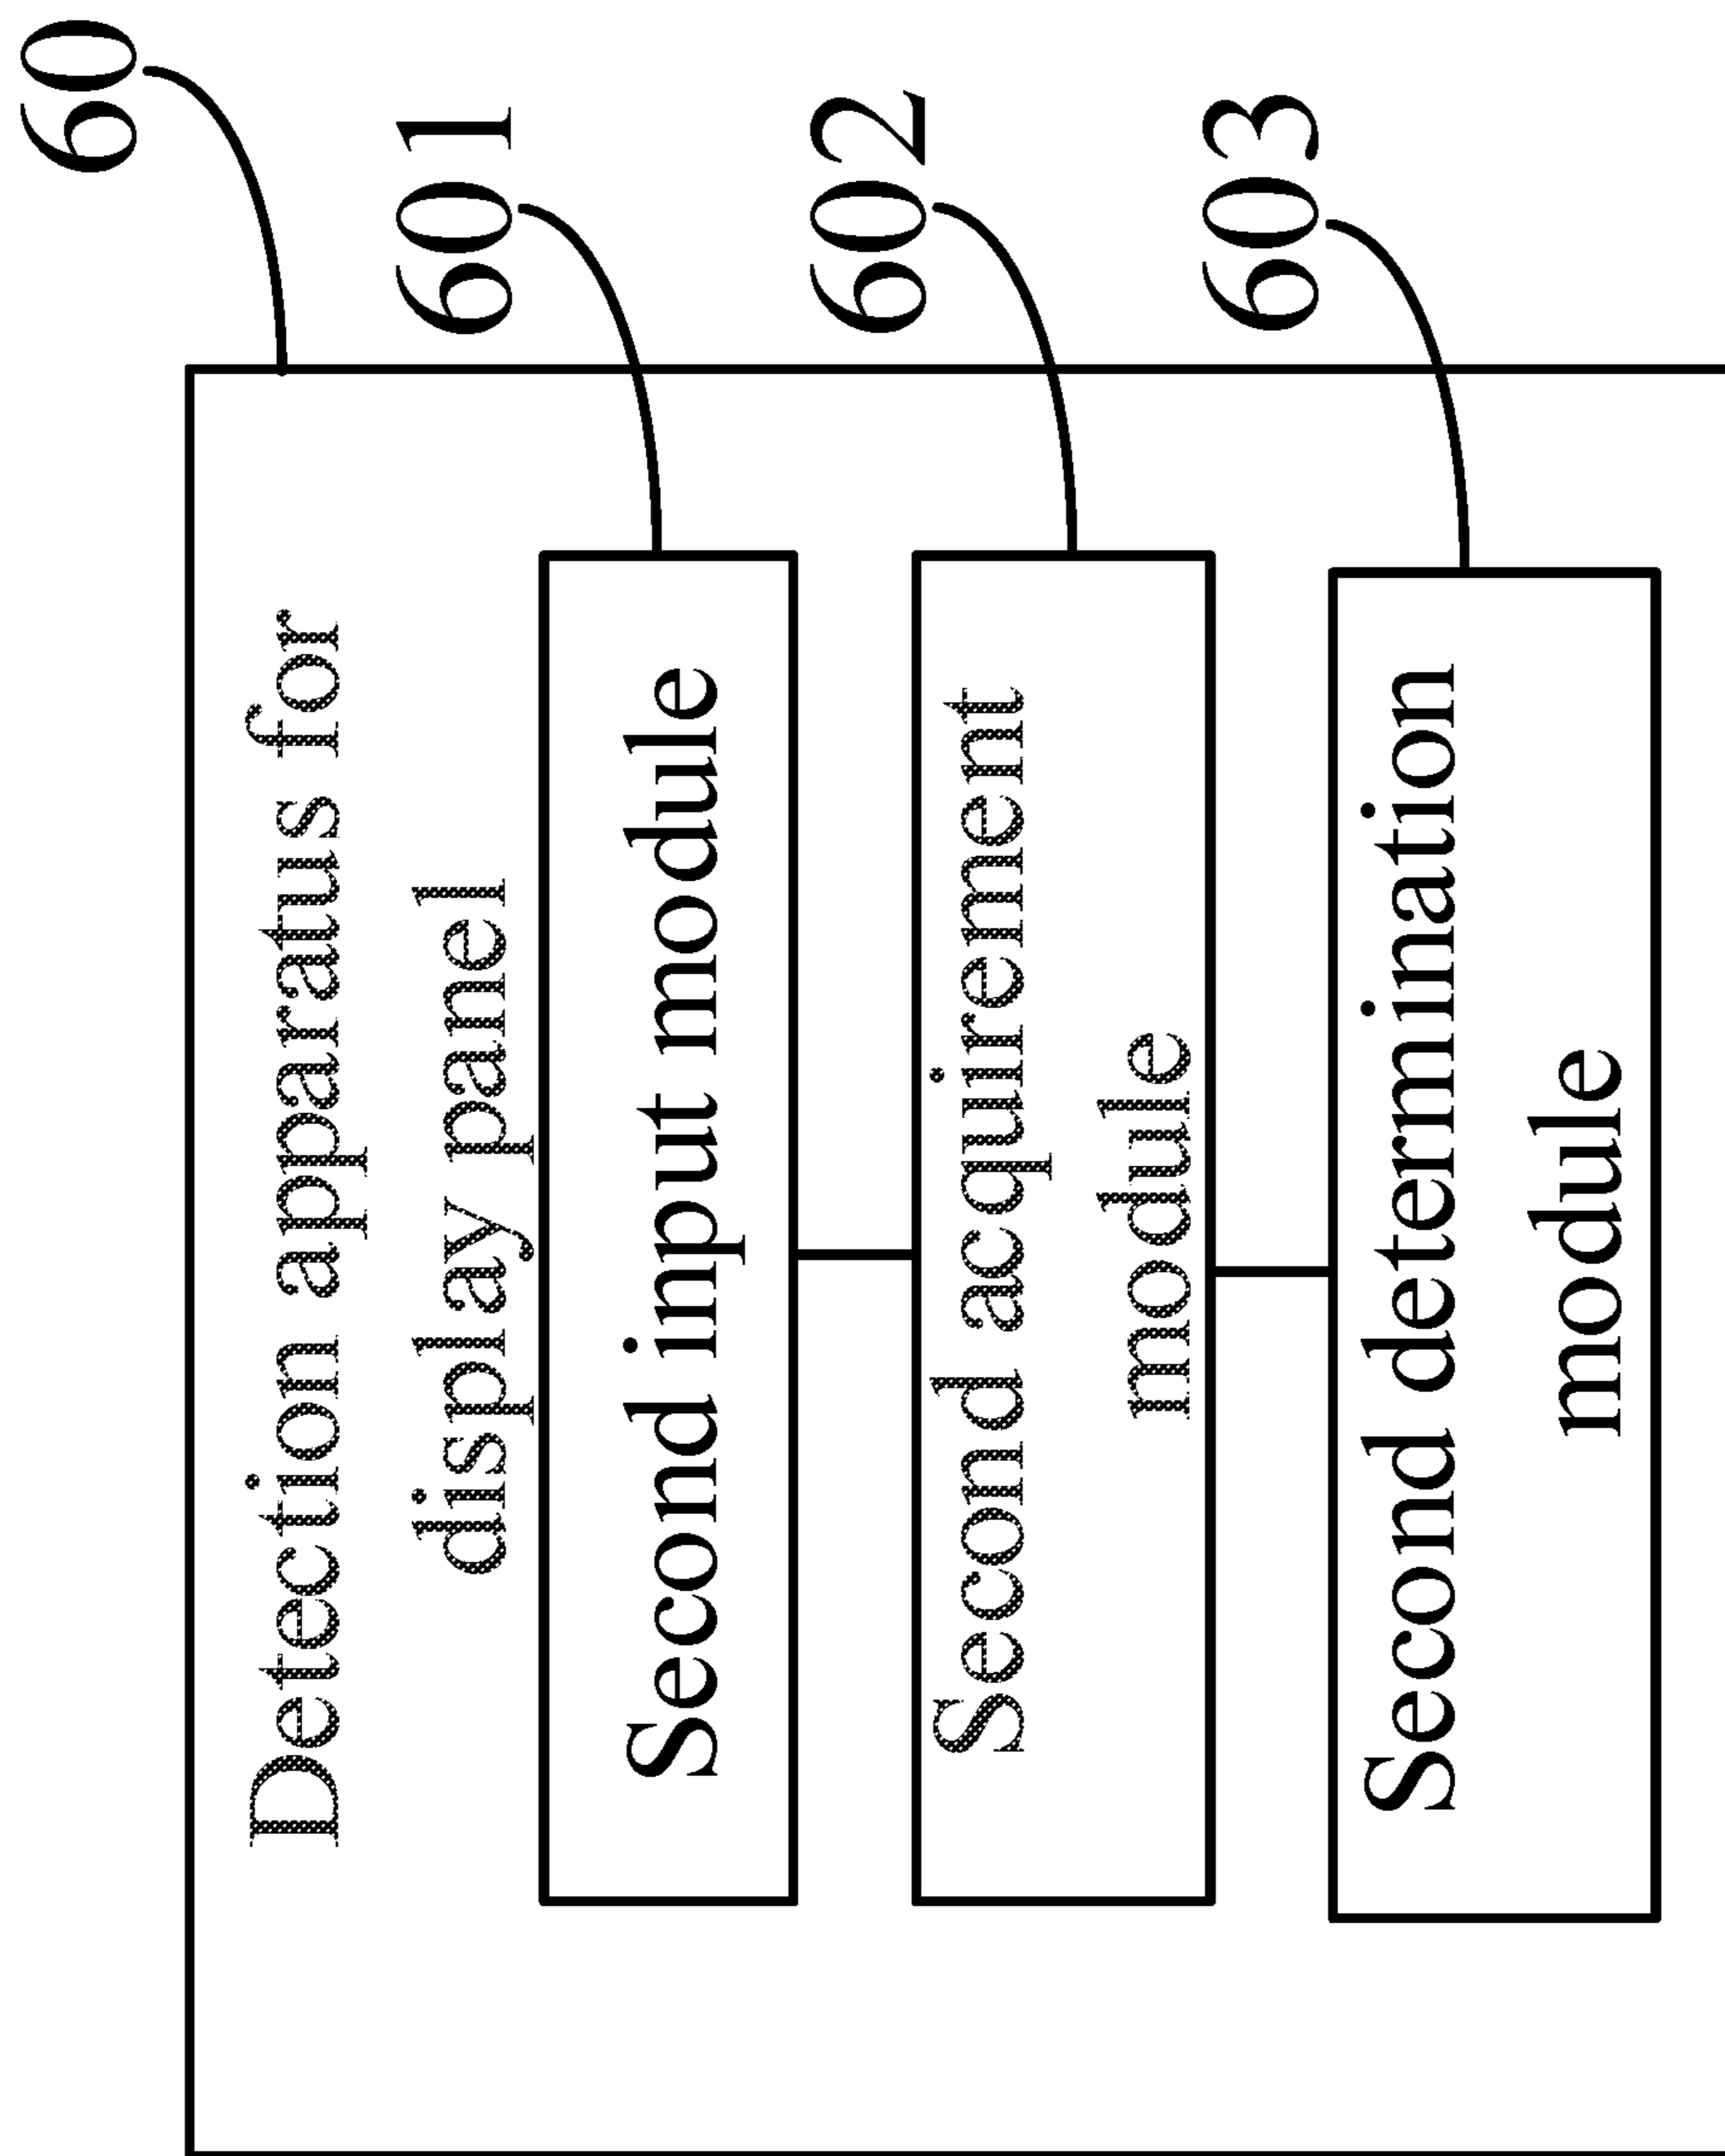 60
Detection apparatus for
display panel
601
Second input module
602
Second acquirement
module
603
Second determination
module